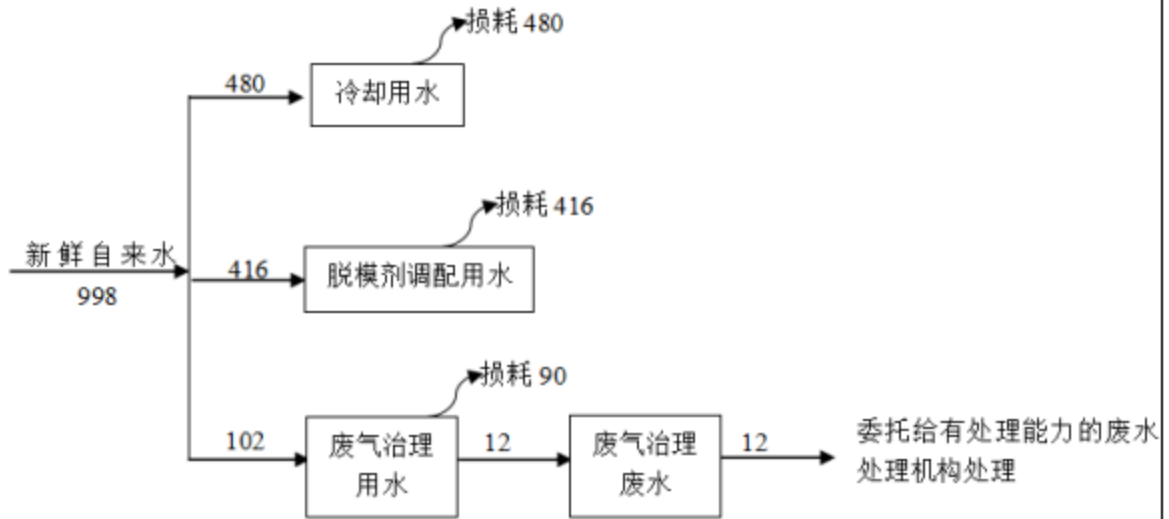 损耗 480
480
冷却用水
损耗 416
新鲜自来水
416
脱模剂调配用水
998
损耗 90
102
废气治理
用水
12
废气治理
废水
12
委托给有处理能力的废水
处理机构处理